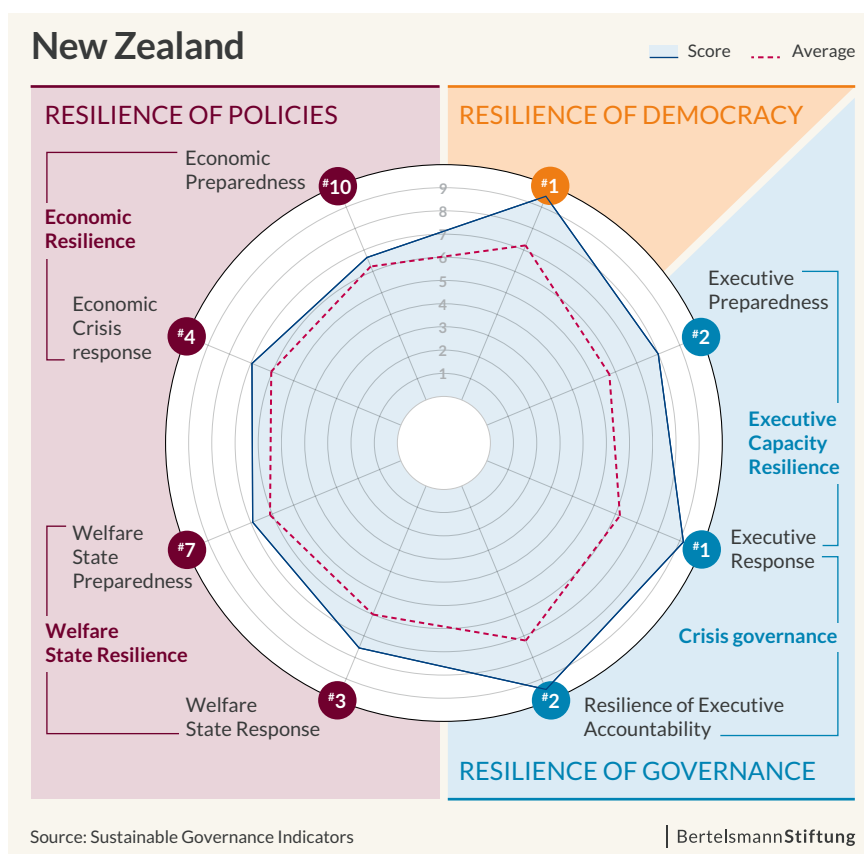 New Zealand
Score
Average
RESILIENCE OF POLICIES
RESILIENCE OF DEMOCRACY
Economic
Preparedness
#10
#1
Economic
Resilience
Economic
Crisis
response
#4
9
8
7
6
5
4
3
2
1
Executive
Preparedness
#2
Executive
Capacity
Resilience
Welfare
State
Preparedness
#7
Executive
Response
#1
Welfare
State Resilience
Crisis governance
Welfare
State Response
#3
#2
Resilience of Executive
Accountability
RESILIENCE OF GOVERNANCE
Source: Sustainable Governance Indicators
BertelsmannStiftung